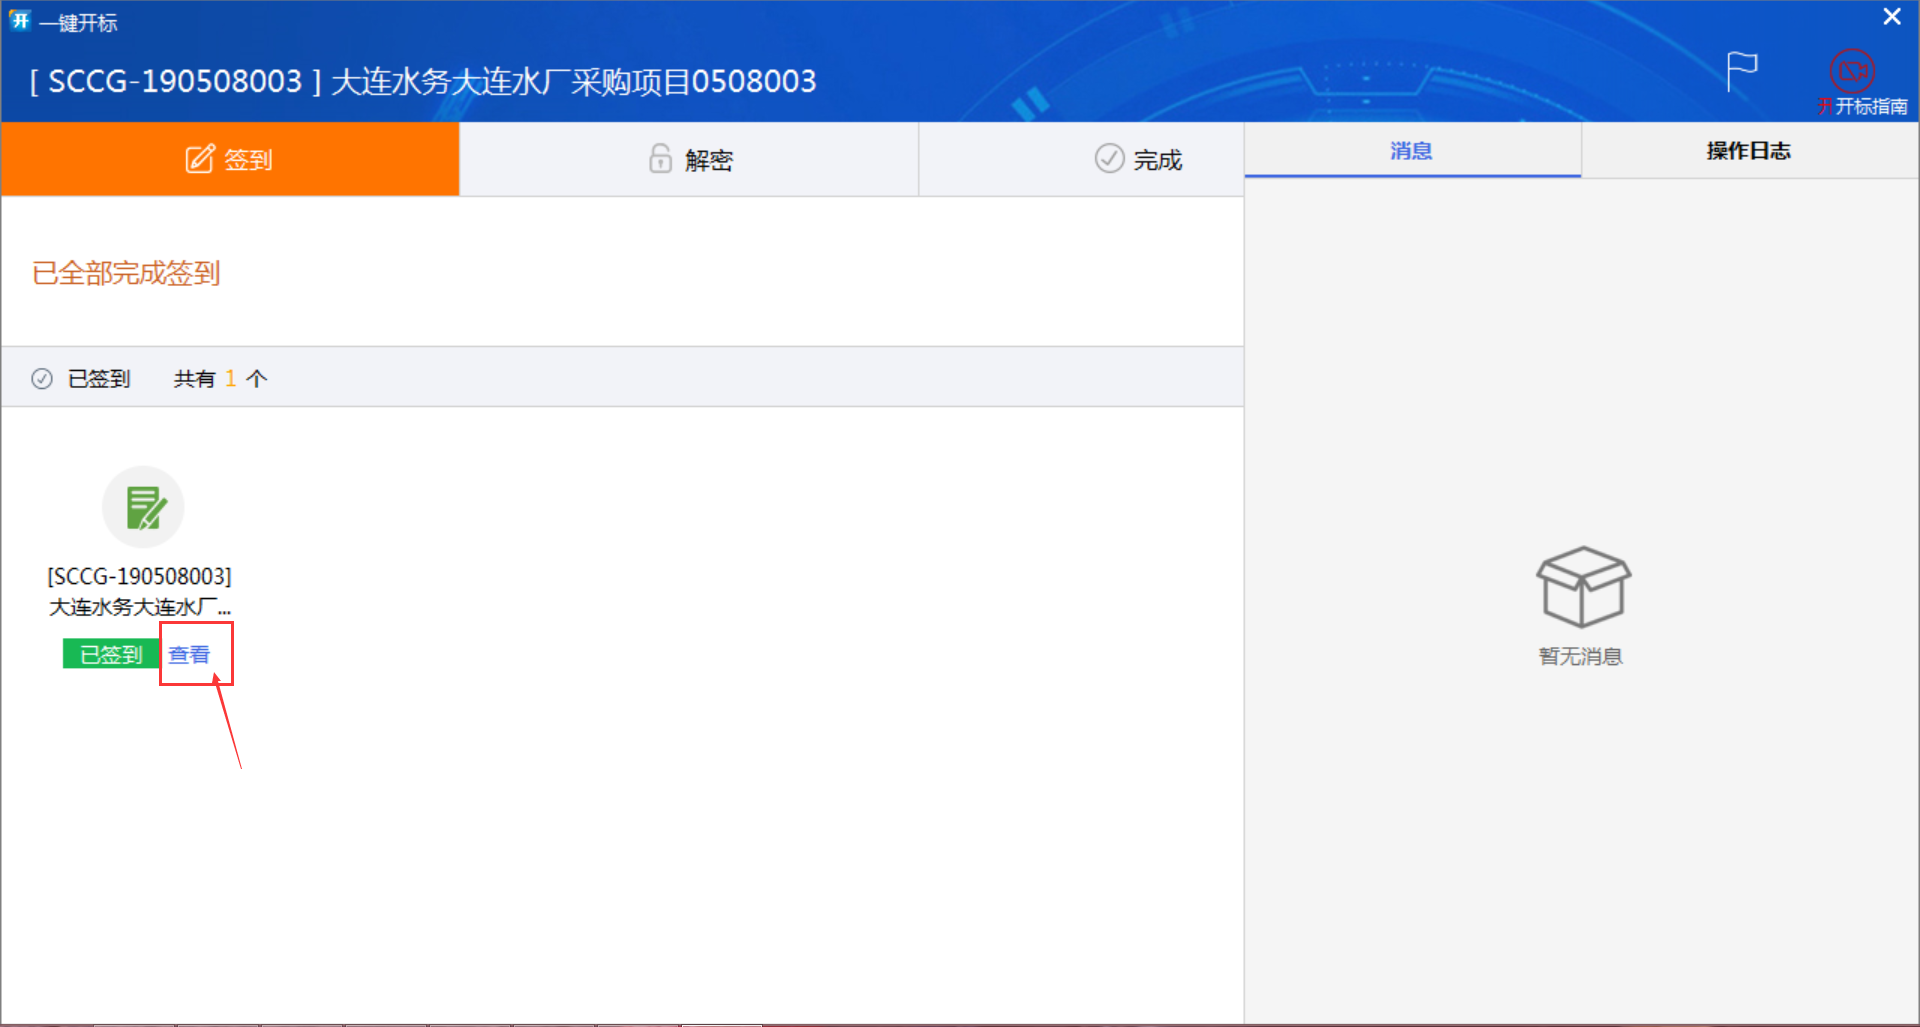 开 一键开标
[ SCCG-190508003 ] 大连水务大连水厂采购项目0508003
开开标指南
签到
解密
完成
消息
操作日志
已全部完成签到
已签到 共有 1 个
[SCCG-190508003]
大连水务大连水厂...
已签到 查看
暂无消息